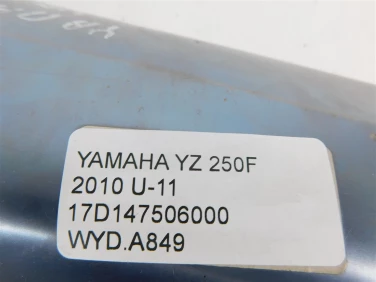 YAMAHA YZ 250F
2010 U-11
17D147506000
WYD.A849